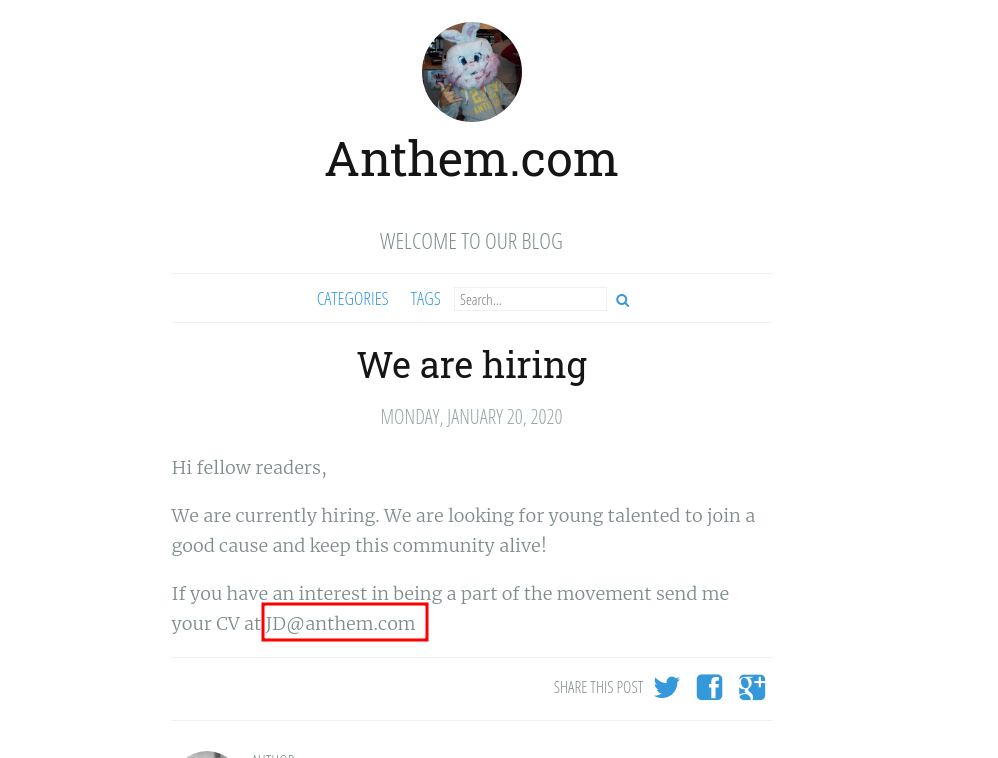 Anthem.com
WELCOME TO OUR BLOG
CATEGORIES TAGS Search...
We are hiring
MONDAY, JANUARY 20, 2020
Hi fellow readers,
We are currently hiring. We are looking for young talented to join a
good cause and keep this community alive!
If you have an interest in being a part of the movement send me
your CV at JD@anthem.com
SHARE THIS POST
AUTHOR